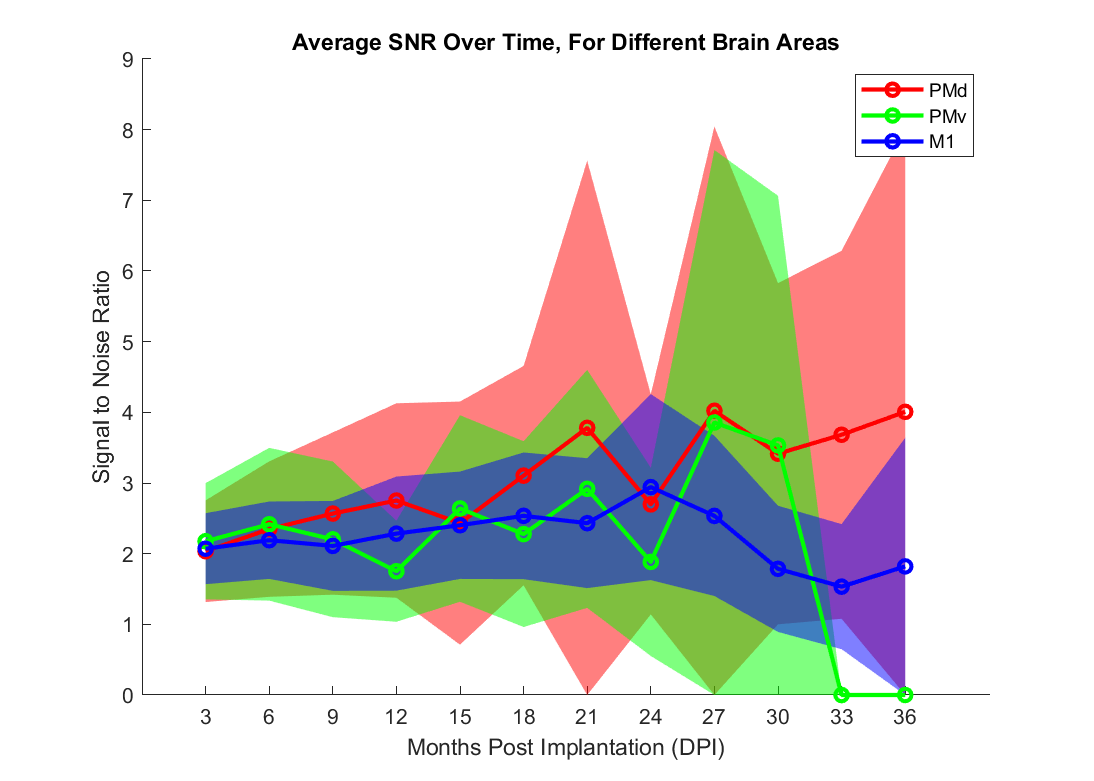 Average SNR Over Time, For Different Brain Areas
PMd
PMv
M1
Signal to Noise Ratio
9
8
7
6
5
4
3
2
1
0
3 6 9 12 15 18 21 24 27 30 33 36
Months Post Implantation (DPI)